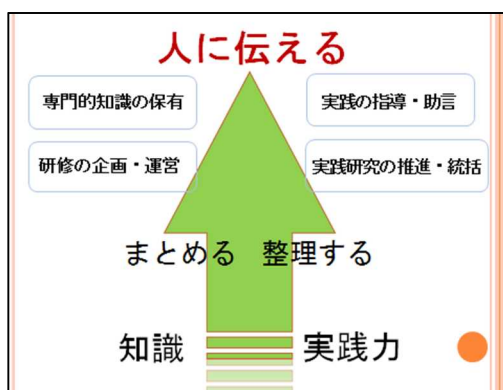 人に伝える
専門的知識の保有
実践の指導・助言
研修の企画・運営
実践研究の推進・統括
まとめる 整理する
知識
実践力